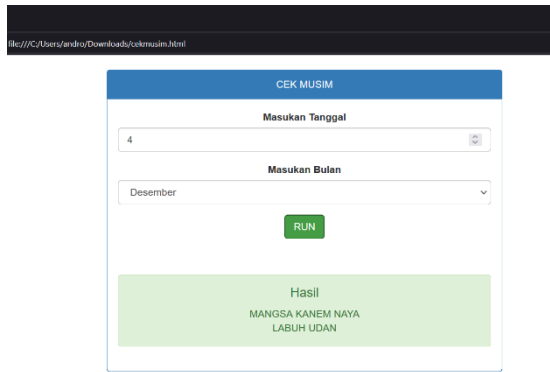 file:///C:/Users/andro/Downloads/cekmusim.html
CEK MUSIM
Masukan Tanggal
4
Masukan Bulan
Desember
RUN
Hasil
MANGSA KANEM NAYA
LABUH UDAN